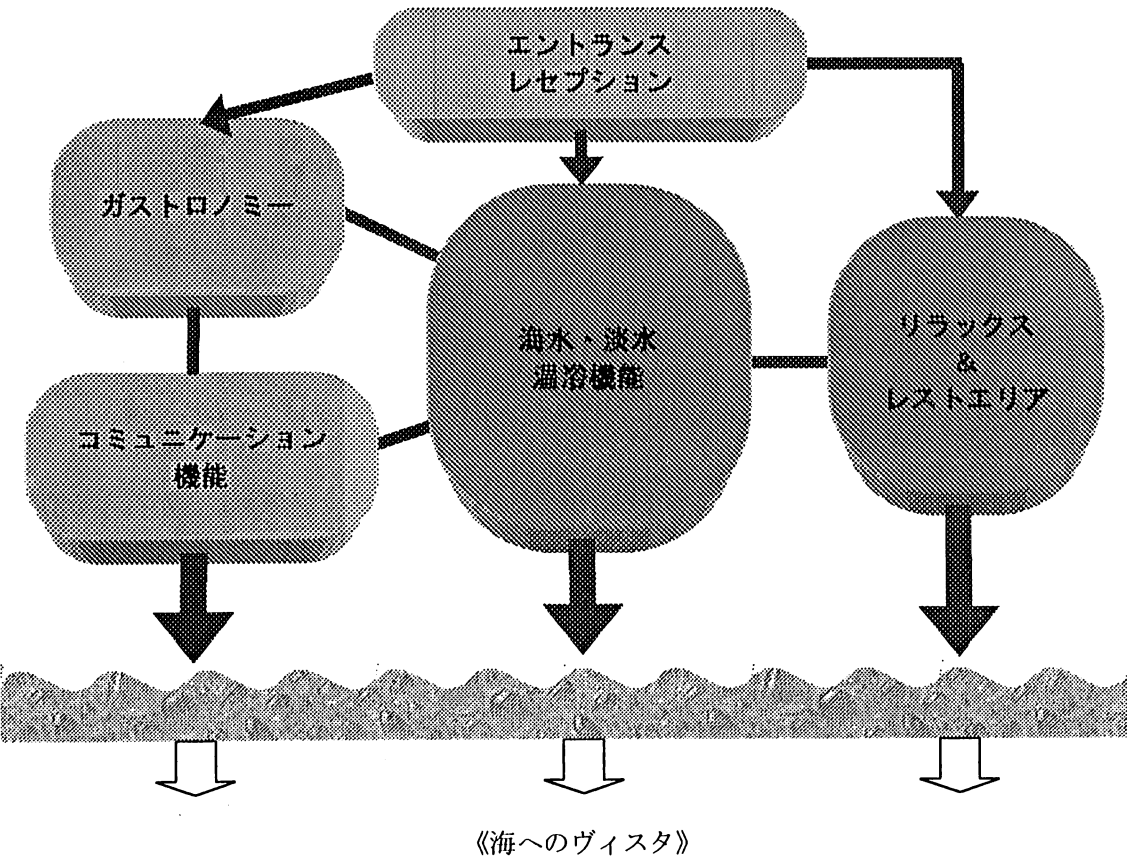 エントランス
レセプション
ガストロノミー
海水・淡水
温浴機能
リラックス
&
レストエリア
コミュニケーション
機能
《海へのヴィスタ》